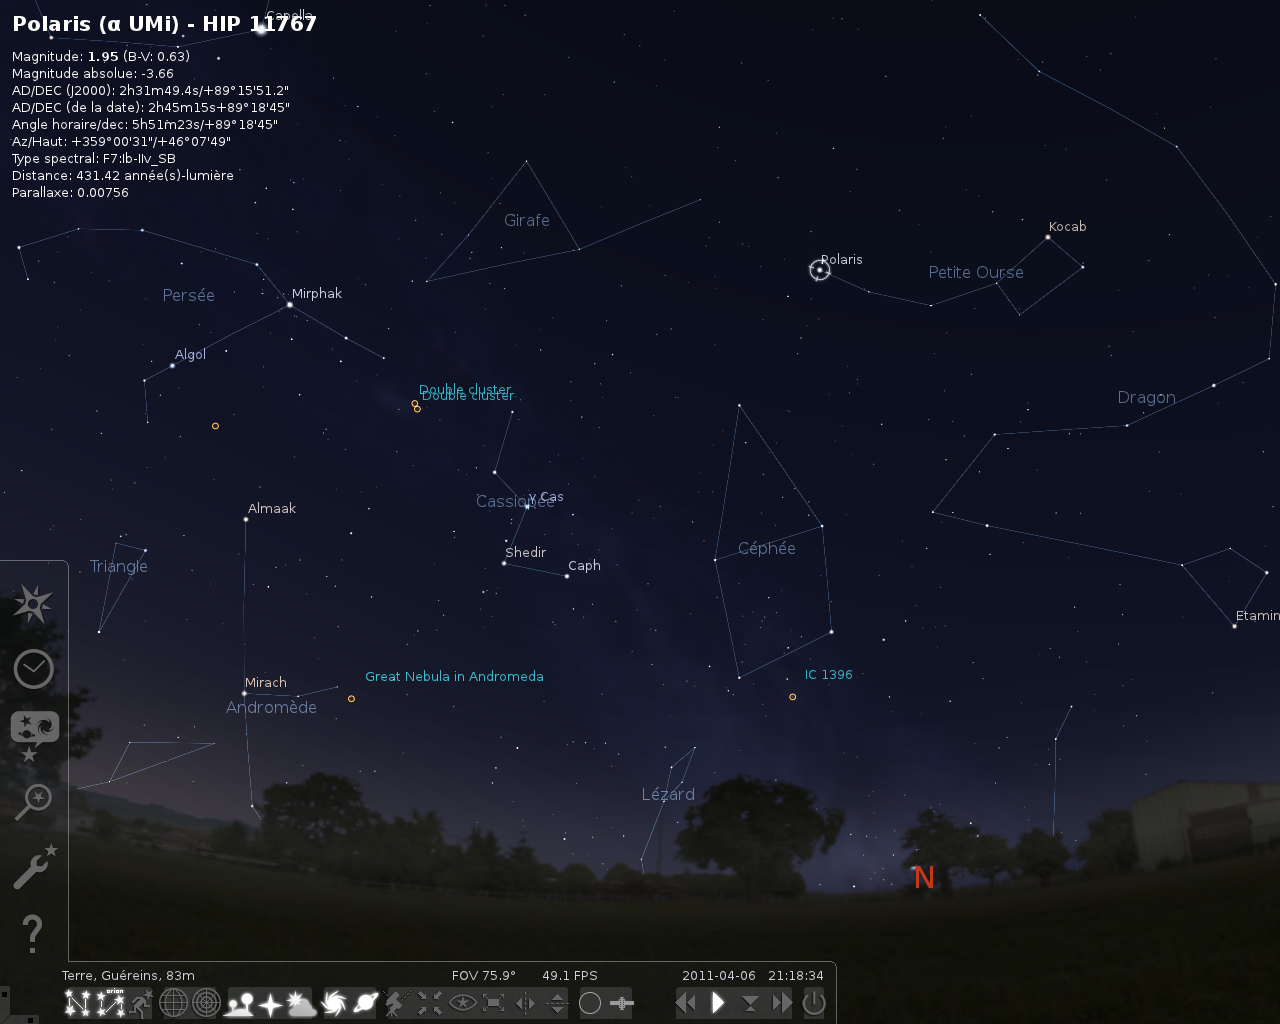 Polaris (α UMi) - HIP 11767
Capella
Magnitude: 1.95 (B-V: 0.63)
Magnitude absolue: -3.66
AD/DEC (J2000): 2h31m49.4s/+89°15'51.2"
AD/DEC (de la date): 2h45m15s+89°18'45"
Angle horaire/dec: 5h51m23s/+89°18'45"
Az/Haut: +359°00'31"/+46°07'49"
Type spectral: F7:Ib-IIv_SB
Distance: 431.42 année(s)-lumière
Parallaxe: 0.00756
Girafe
Kocab
Polaris
Petite Ourse
Persée
Mirphak
Algol
Double cluster
Double cluster
Dragon
Cassiopée
γ Cas
Almaak
Shedir
Caph
Céphée
Triangle
Etamin
Great Nebula in Andromeda
IC 1396
Mirach
Andromède
Lézard
N
Terre, Guéreins, 83m
FOV 75.9°
49.1 FPS
2011-04-06 21:18:34